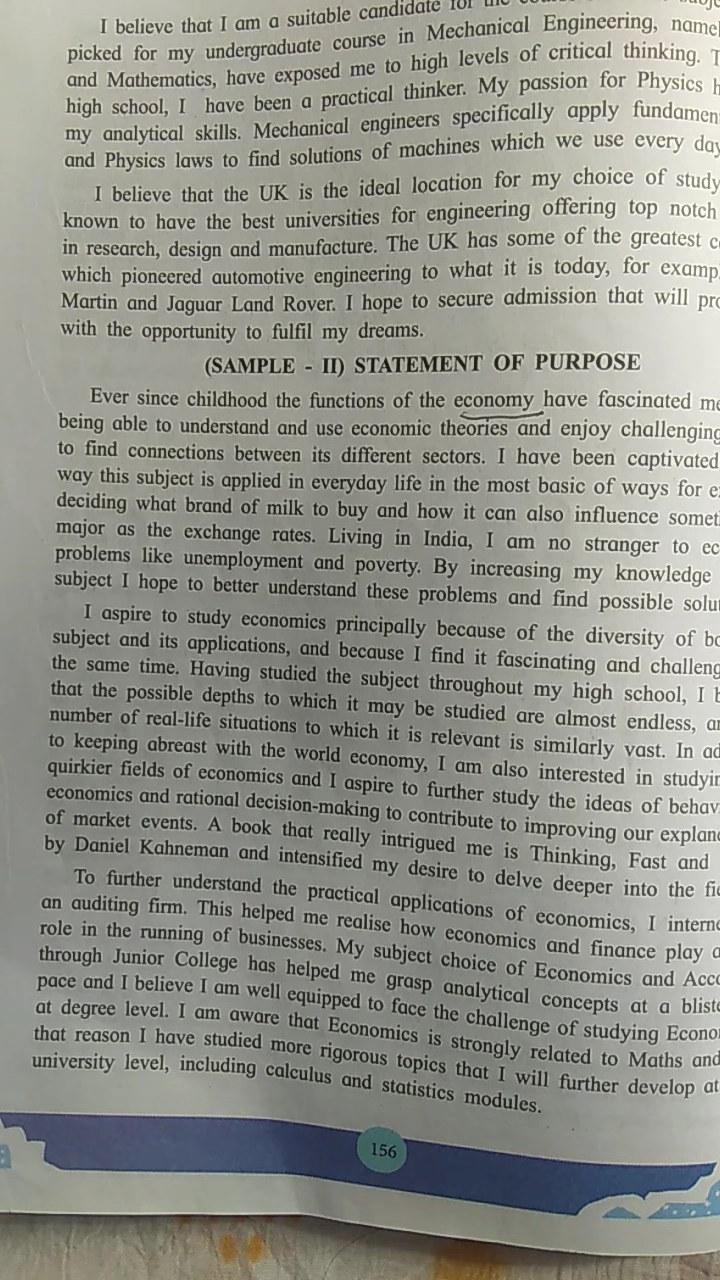 I believe that I am a suitable candidate for the
picked for my undergraduate course in Mechanical Engineering,
and Mathematics, have exposed me to high levels of critical thinking.
high school, I have been a practical thinker. My passion for Physics
my analytical skills. Mechanical engineers specifically apply
and Physics laws to find solutions of machines which we use every day
I believe that the UK is the ideal location for my choice of study
known to have the best universities for engineering offering top notch
in research, design and manufacture. The UK has some of the greatest
which pioneered automotive engineering to what it is today, for
Martin and Jaguar Land Rover. I hope to secure admission that will
with the opportunity to fulfil my dreams.
(SAMPLE - II) STATEMENT OF PURPOSE
Ever since childhood the functions of the economy have fascinated me
being able to understand and use economic theories and enjoy challenging
to find connections between its different sectors. I have been captivated
way this subject is applied in everyday life in the most basic of ways for
deciding what brand of milk to buy and how it can also influence
major as the exchange rates. Living in India, I am no stranger to
problems like unemployment and poverty. By increasing my knowledge
subject I hope to better understand these problems and find possible
I aspire to study economics principally because of the diversity of
subject and its applications, and because I find it fascinating and
the same time. Having studied the subject throughout my high school, I
that the possible depths to which it may be studied are almost endless,
number of real-life situations to which it is relevant is similarly vast. In
to keeping abreast with the world economy, I am also interested in
quirkier fields of economics and I aspire to further study the ideas of
economics and rational decision-making to contribute to improving our
of market events. A book that really intrigued me is Thinking, Fast and
by Daniel Kahneman and intensified my desire to delve deeper into the
To further understand the practical applications of economics, I
an auditing firm. This helped me realise how economics and finance play a
role in the running of businesses. My subject choice of Economics and
through Junior College has helped me grasp analytical concepts at a
pace and I believe I am well equipped to face the challenge of studying
at degree level. I am aware that Economics is strongly related to Maths and
that reason I have studied more rigorous topics that I will further develop at
university level, including calculus and statistics modules.
156